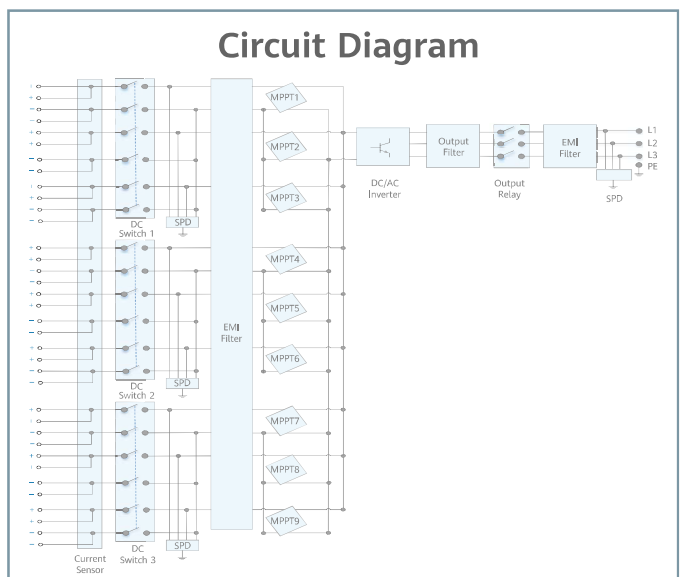 Circuit Diagram
MPPT1
MPPT2
MPPT3
DC
Switch 1
SPD
MPPT4
MPPT5
MPPT6
DC
Switch 2
SPD
MPPT7
MPPT8
MPPT9
DC
Switch 3
SPD
Current
Sensor
EMI
Filter
DC/AC
Inverter
Output
Filter
Output
Relay
EMI
Filter
L1
L2
L3
PE
SPD